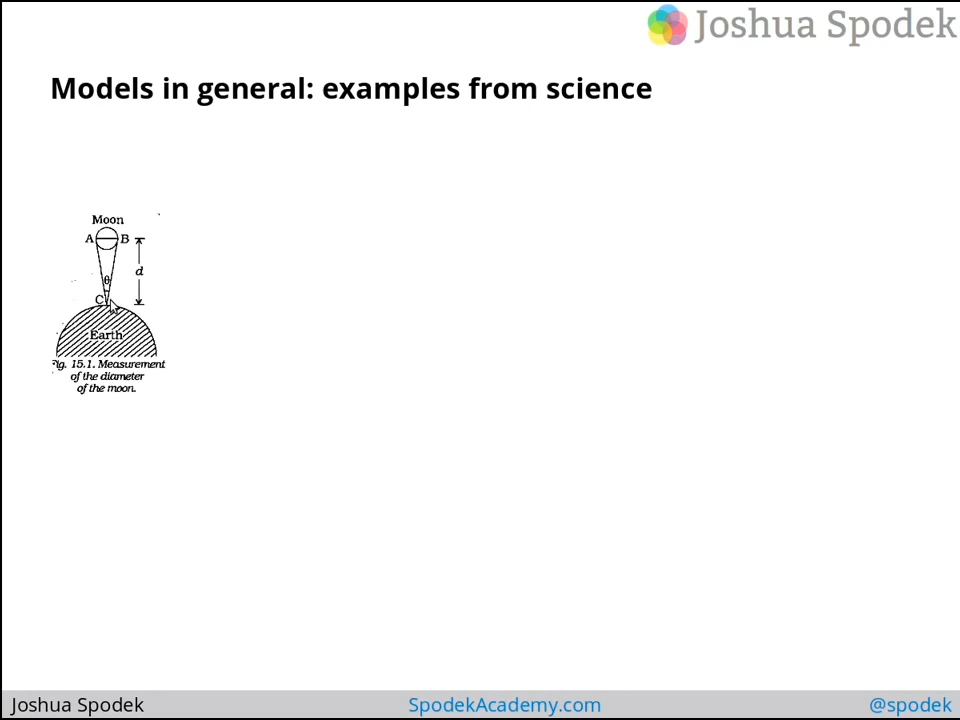 Joshua Spodek
Models in general: examples from science
Moon
A B
d
θ
C
Earth
Fig. 15.1. Measurement
of the diameter
of the moon.
Joshua Spodek SpodekAcademy.com @spodek